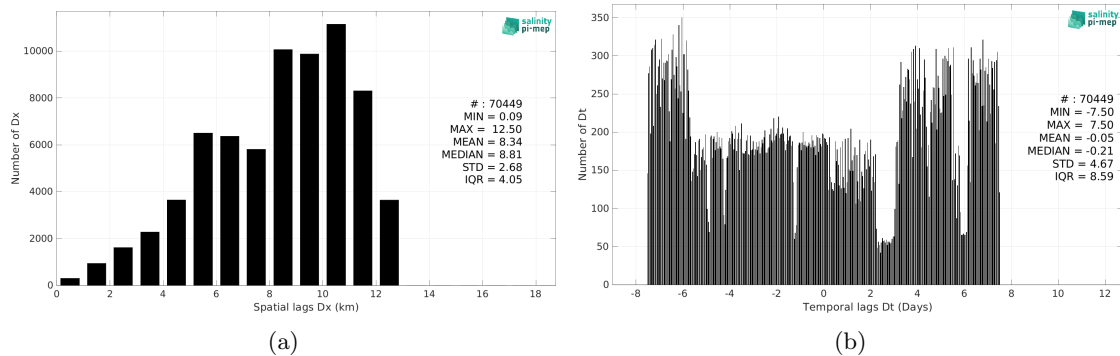 salinity
pi-mep
10000
8000
6000
4000
2000
0
Number of Dx
# : 70449
MIN = 0.09
MAX = 12.50
MEAN = 8.34
MEDIAN = 8.81
STD = 2.68
IQR = 4.05
0 2 4 6 8 10 12 14 16 18
Spatial lags Dx (km)
(a)
salinity
pi-mep
350
300
250
200
150
100
50
0
Number of Dt
# : 70449
MIN = -7.50
MAX = 7.50
MEAN = -0.05
MEDIAN = -0.21
STD = 4.67
IQR = 8.59
-8 -6 -4 -2 0 2 4 6 8 10 12
Temporal lags Dt (Days)
(b)